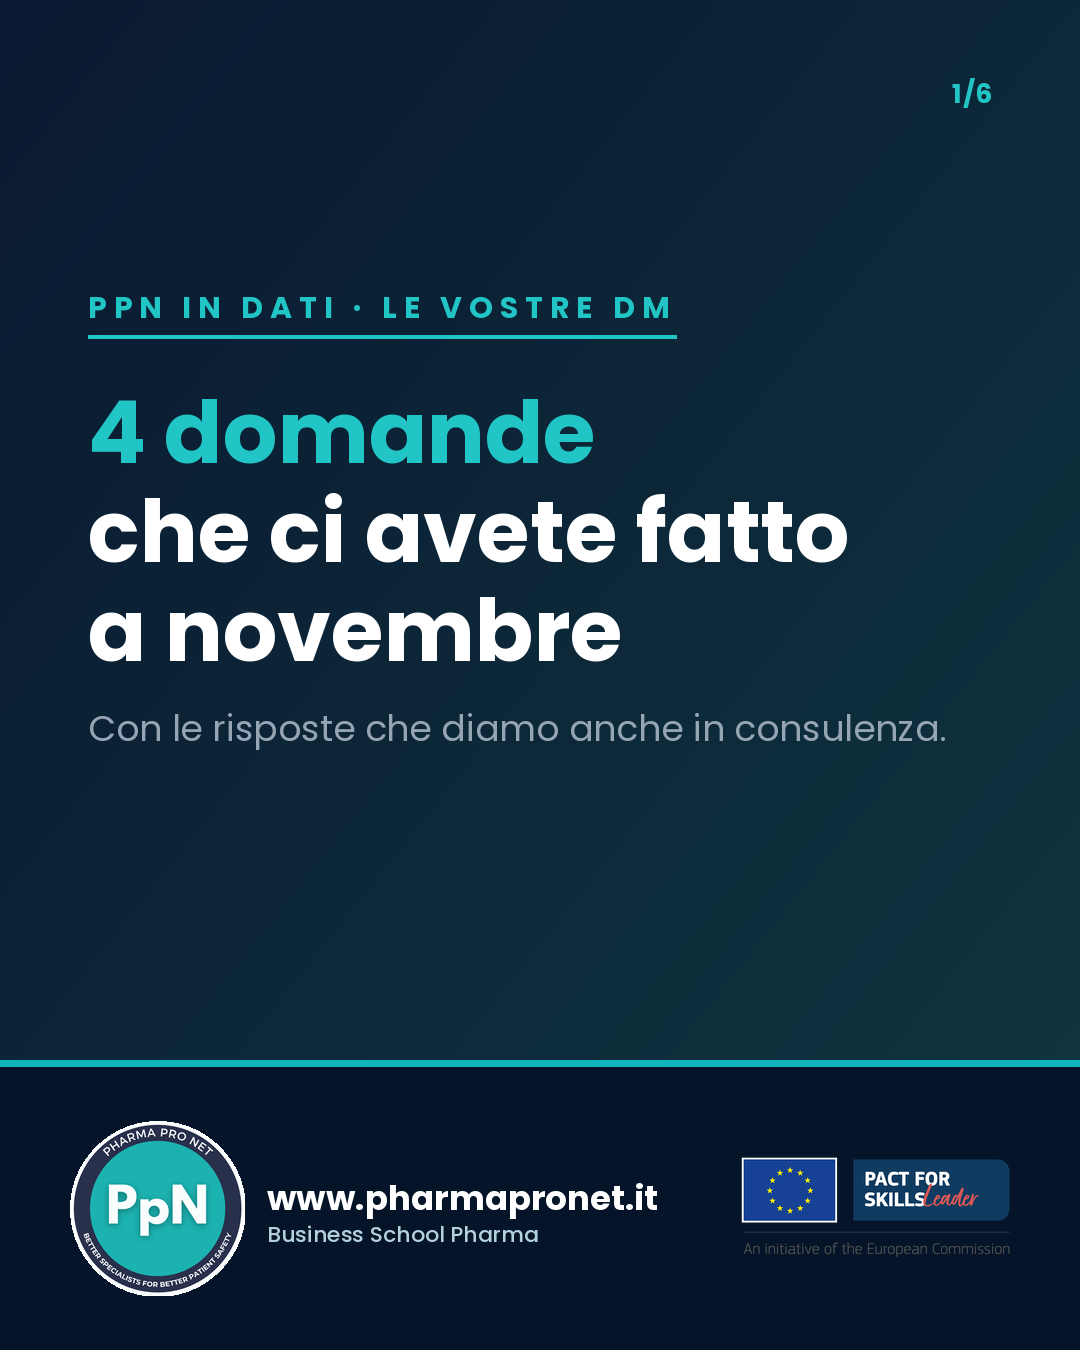 1/6
PPN IN DATI · LE VOSTRE DM
4 domande
che ci avete fatto
a novembre
Con le risposte che diamo anche in consulenza.
PHARMA PRO NET
PpN
BETTER SPECIALISTS FOR BETTER PATIENT SAFETY
www.pharmapronet.it
Business School Pharma
PACT FOR
SKILLS Leader
An initiative of the European Commission